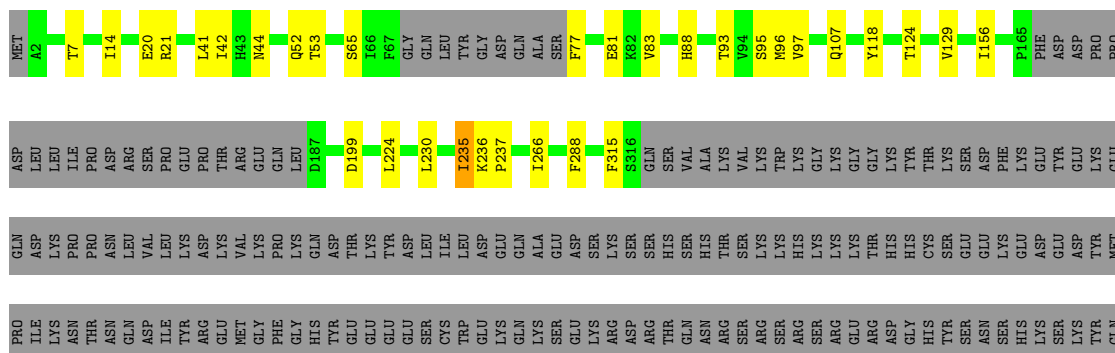 MET A2 T7 I14 E20 R21 L41 I42 H43 N44 Q52 T53 S65 I66 F67 GLY GLN LEU TYR GLY ASP GLN ALA SER F77 E81 K82 V83 H88 T93 V94 S95 M96 V97 Q107 Y118 T124 V129 I156 P165 PHE ASP ASP PRO PRO
ASP LEU LEU ILE PRO ASP ARG SER PRO GLU PRO THR ARG GLU GLN LEU D187 D199 L224 L230 I235 K236 P237 I266 F288 F315 S316 GLN SER VAL ALA LYS VAL LYS TRP LYS GLY LYS GLY GLY LYS TYR THR LYS SER ASP PHE LYS GLU TYR GLU LYS GLU
GLN ASP LYS PRO PRO ASN LEU VAL LEU LYS ASP LYS VAL LYS PRO LYS GLN ASP THR LYS TYR ASP LEU ILE LEU ASP GLU GLN ALA GLU ASP SER LYS SER SER HIS SER HIS THR SER LYS LYS HIS LYS LYS LYS THR HIS HIS CYS SER GLU GLU LYS GLU ASP GLU ASP TYR MET
PRO ILE LYS ASN THR ASN GLN ASP ILE TYR ARG GLU MET GLY PHE GLY HIS TYR GLU GLU GLU GLU SER CYS TRP GLU LYS GLN LYS SER GLU LYS ARG ASP ARG THR GLN ASN ARG SER ARG SER ARG SER ARG GLU ARG ASP GLY HIS TYR SER ASN SER HIS LYS SER LYS TYR GLN